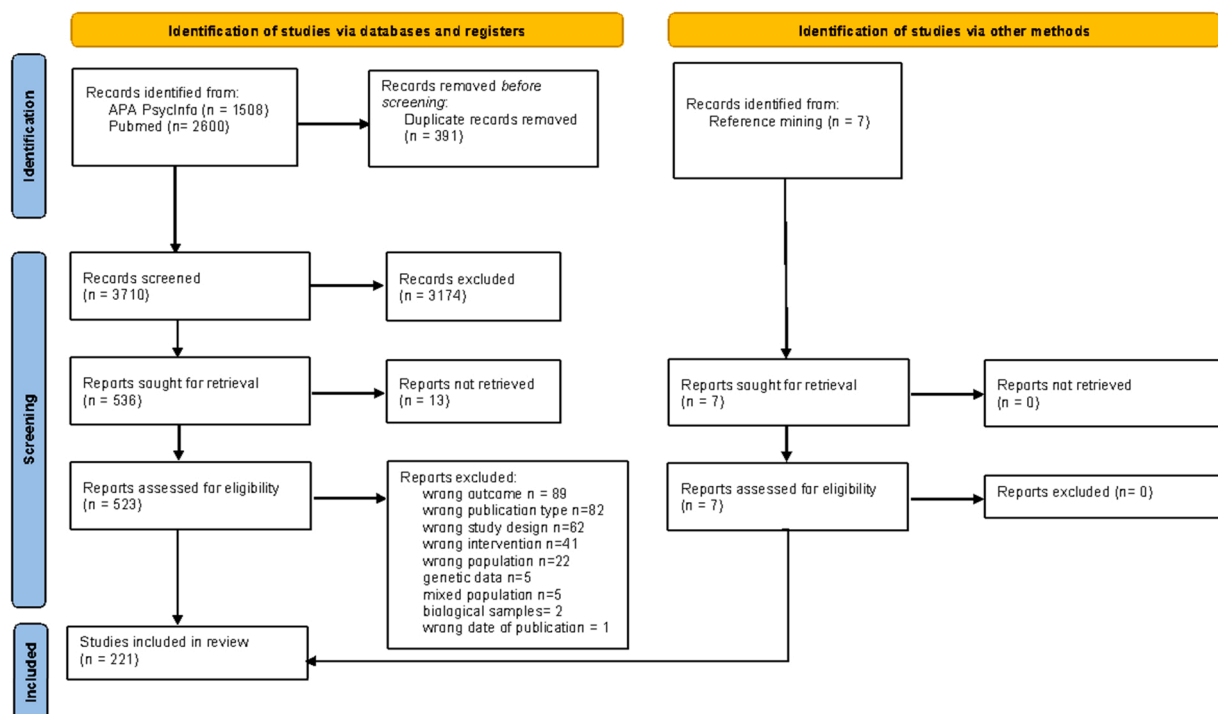 Identification of studies via databases and registers
Identification of studies via other methods
Identification
Records identified from:
APA PsycInfo (n = 1508)
Pubmed (n= 2600)
Records removed before
screening:
Duplicate records removed
(n = 391)
Records identified from:
Reference mining (n = 7)
Screening
Records screened
(n = 3710)
Records excluded
(n = 3174)
Reports sought for retrieval
(n = 536)
Reports not retrieved
(n = 13)
Reports sought for retrieval
(n = 7)
Reports not retrieved
(n = 0)
Reports assessed for eligibility
(n = 523)
Reports excluded:
wrong outcome n = 89
wrong publication type n=82
wrong study design n=62
wrong intervention n=41
wrong population n=22
genetic data n=5
mixed population n=5
biological samples= 2
wrong date of publication = 1
Reports assessed for eligibility
(n = 7)
Reports excluded (n= 0)
Included
Studies included in review
(n = 221)